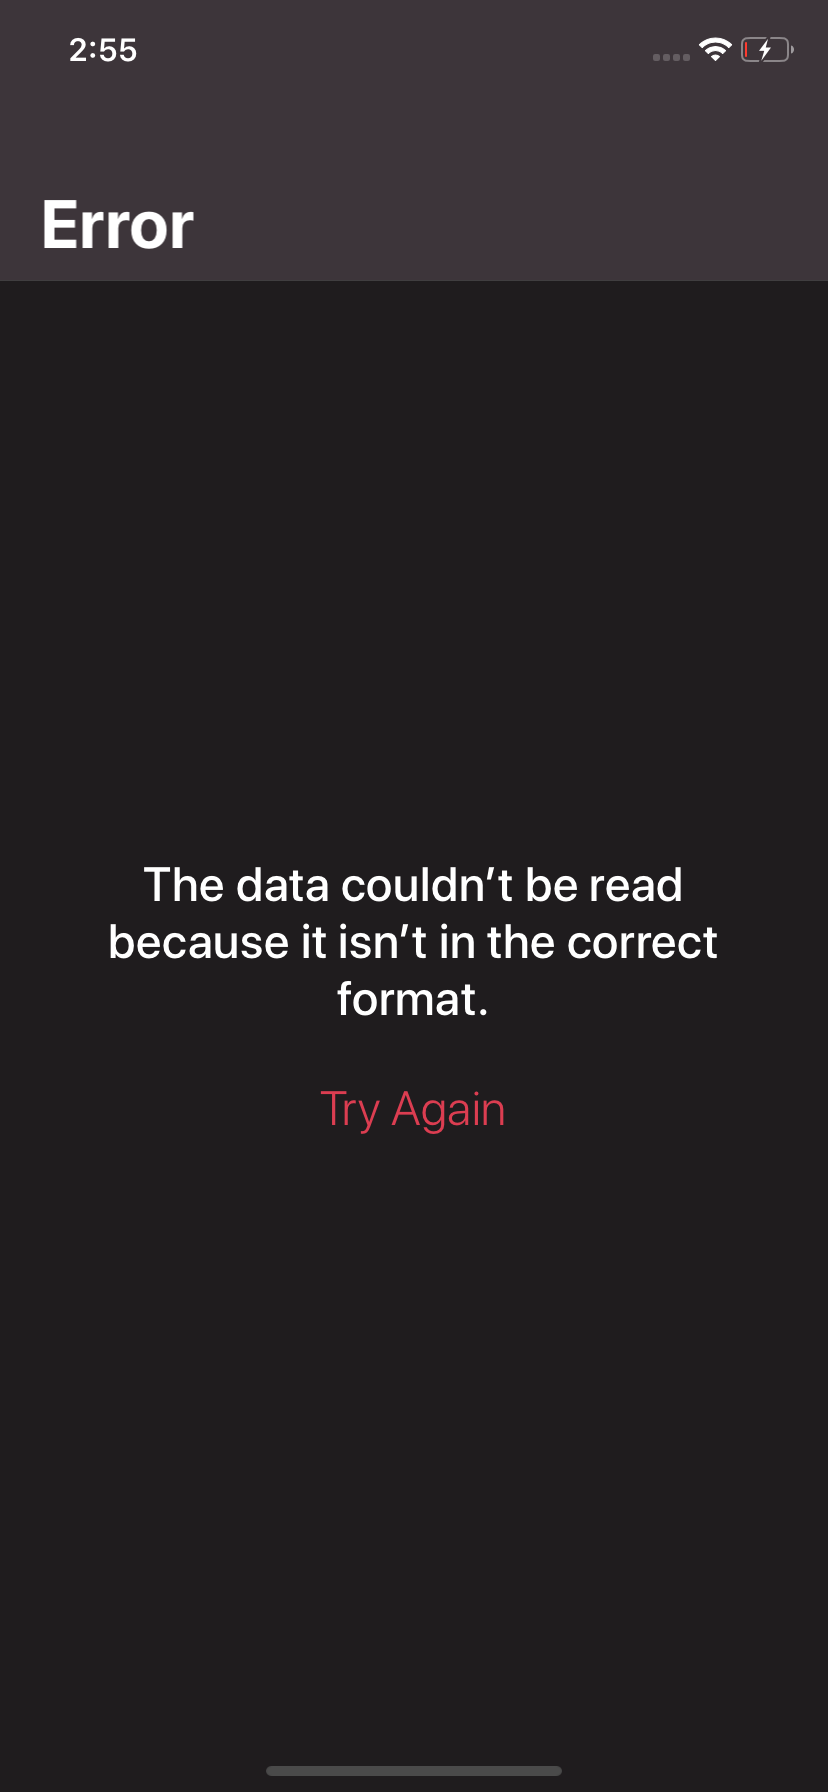 2:55
Error
The data couldn’t be read
because it isn’t in the correct
format.
Try Again